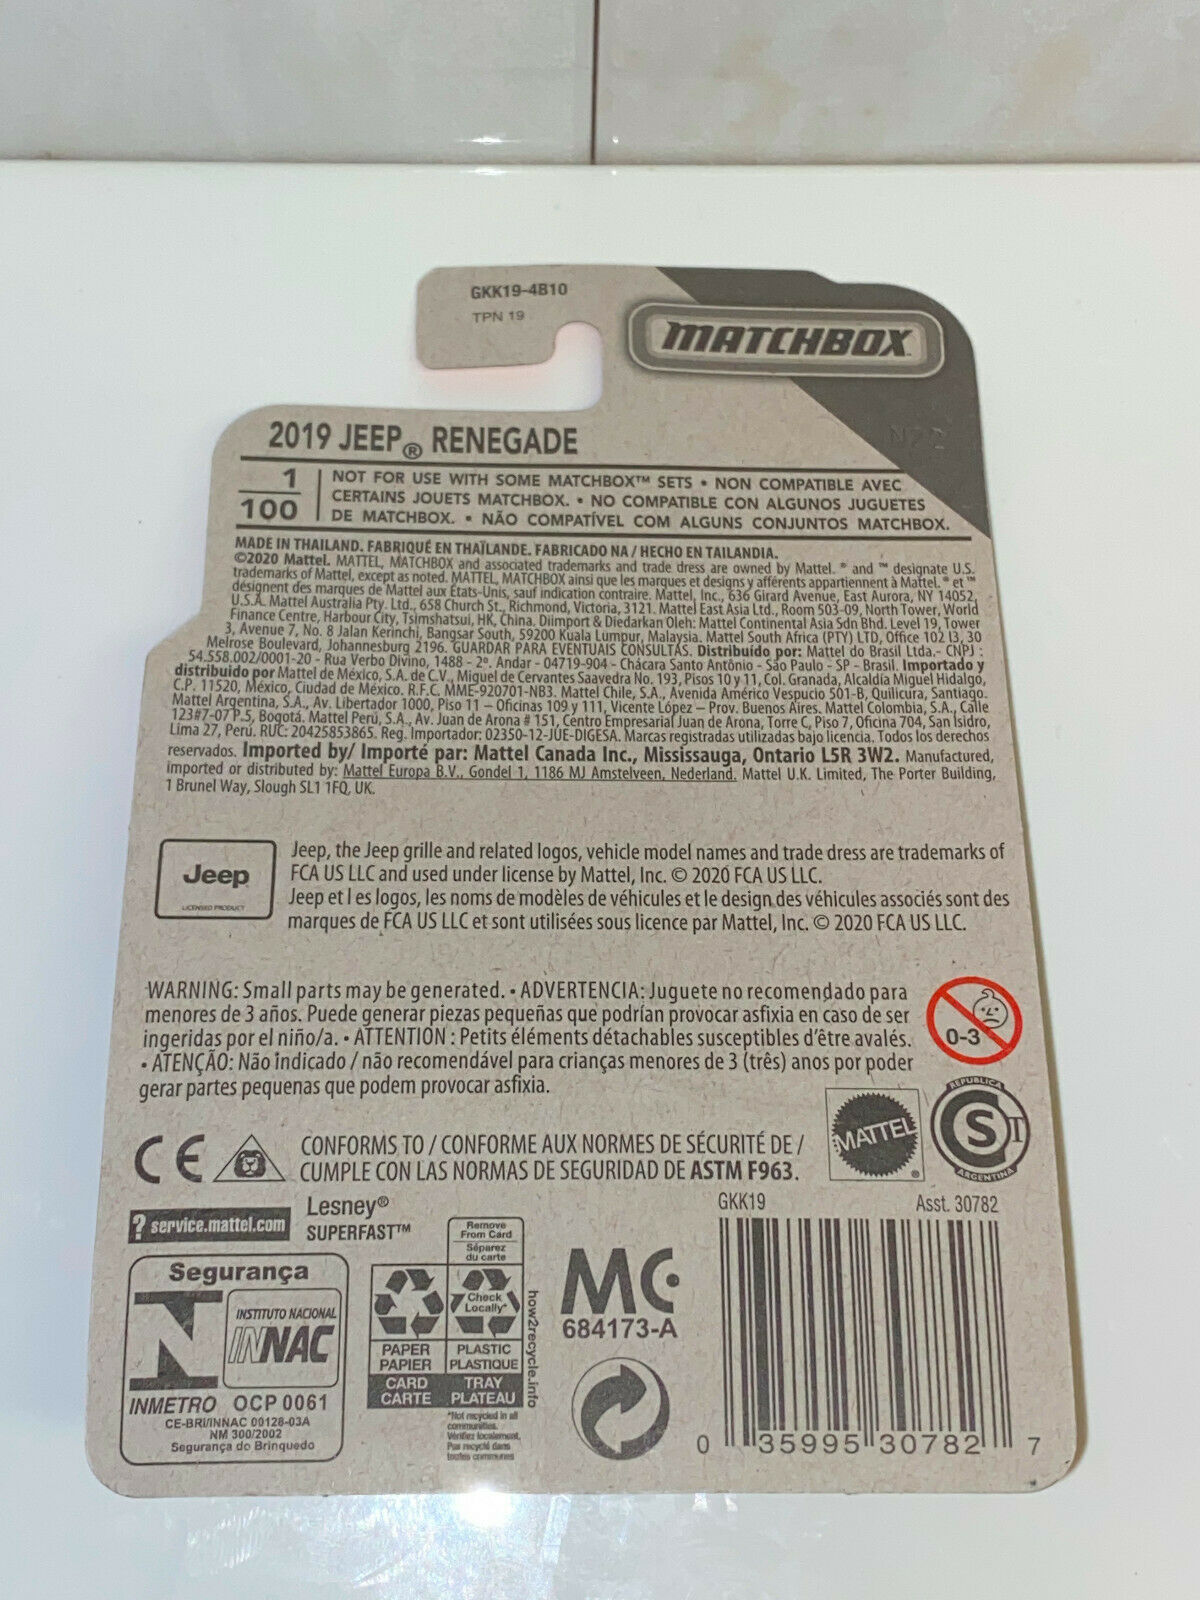 GKK19-4B10
TPN 19
MATCHBOX
2019 JEEP® RENEGADE
1
100
NOT FOR USE WITH SOME MATCHBOX™ SETS • NON COMPATIBLE AVEC
CERTAINS JOUETS MATCHBOX. • NO COMPATIBLE CON ALGUNOS JUGUETES
DE MATCHBOX. • NÃO COMPATÍVEL COM ALGUNS CONJUNTOS MATCHBOX.
MADE IN THAILAND. FABRIQUÉ EN THAÏLANDE. FABRICADO NA / HECHO EN TAILANDIA.
©2020 Mattel. MATTEL, MATCHBOX and associated trademarks and trade dress are owned by Mattel. ® and ™ designate U.S.
trademarks of Mattel, except as noted. MATTEL, MATCHBOX ainsi que les marques et designs y afférents appartiennent à Mattel. ® et ™
désignent des marques de Mattel aux États-Unis, sauf indication contraire. Mattel, Inc., 636 Girard Avenue, East Aurora, NY 14052,
U.S.A. Mattel Australia Pty. Ltd., 658 Church St., Richmond, Victoria, 3121. Mattel East Asia Ltd., Room 503-09, North Tower, World
Finance Centre, Harbour City, Tsimshatsui, HK, China. Diimport & Diedarkan Oleh: Mattel Continental Asia Sdn Bhd. Level 19, Tower
3, Avenue 7, No. 8 Jalan Kerinchi, Bangsar South, 59200 Kuala Lumpur, Malaysia. Mattel South Africa (PTY) LTD, Office 102 I3, 30
Melrose Boulevard, Johannesburg 2196. GUARDAR PARA EVENTUAIS CONSULTAS. Distribuído por: Mattel do Brasil Ltda.- CNPJ :
54.558.002/0001-20 - Rua Verbo Divino, 1488 - 2º. Andar - 04719-904 - Chácara Santo Antônio - São Paulo - SP - Brasil. Importado y
distribuido por Mattel de México, S.A. de C.V., Miguel de Cervantes Saavedra No. 193, Pisos 10 y 11, Col. Granada, Alcaldía Miguel Hidalgo,
C.P. 11520, México, Ciudad de México. R.F.C. MME-920701-NB3. Mattel Chile, S.A., Avenida Américo Vespucio 501-B, Quilicura, Santiago.
Mattel Argentina, S.A., Av. Libertador 1000, Piso 11 – Oficinas 109 y 111, Vicente López – Prov. Buenos Aires. Mattel Colombia, S.A., Calle
123#7-07 P.5, Bogotá. Mattel Perú, S.A., Av. Juan de Arona # 151, Centro Empresarial Juan de Arona, Torre C, Piso 7, Oficina 704, San Isidro,
Lima 27, Perú. RUC: 20425853865. Reg. Importador: 02350-12-JUE-DIGESA. Marcas registradas utilizadas bajo licencia. Todos los derechos
reservados. Imported by/ Importé par: Mattel Canada Inc., Mississauga, Ontario L5R 3W2. Manufactured,
imported or distributed by: Mattel Europa B.V., Gondel 1, 1186 MJ Amstelveen, Nederland. Mattel U.K. Limited, The Porter Building,
1 Brunel Way, Slough SL1 1FQ, UK.
Jeep
LICENSED PRODUCT
Jeep, the Jeep grille and related logos, vehicle model names and trade dress are trademarks of
FCA US LLC and used under license by Mattel, Inc. © 2020 FCA US LLC.
Jeep et l es logos, les noms de modèles de véhicules et le design des véhicules associés sont des
marques de FCA US LLC et sont utilisées sous licence par Mattel, Inc. © 2020 FCA US LLC.
WARNING: Small parts may be generated. • ADVERTENCIA: Juguete no recomendado para
menores de 3 años. Puede generar piezas pequeñas que podrían provocar asfixia en caso de ser
ingeridas por el niño/a. • ATTENTION : Petits éléments détachables susceptibles d'être avalés.
• ATENÇÃO: Não indicado / não recomendável para crianças menores de 3 (três) anos por poder
gerar partes pequenas que podem provocar asfixia.
0-3
CE
CONFORMS TO / CONFORME AUX NORMES DE SÉCURITÉ DE /
CUMPLE CON LAS NORMAS DE SEGURIDAD DE ASTM F963.
MATTEL®
REPUBLICA
S
ARGENTINA
? service.mattel.com
Lesney®
SUPERFAST™
GKK19
Asst. 30782
Segurança
INSTITUTO NACIONAL
INNAC
INMETRO OCP 0061
CE-BRI/INNAC 00128-03A
NM 300/2002
Segurança do Brinquedo
Remove
From Card
Séparez
du carte
Check
Locally*
PAPER
PAPIER
CARD
CARTE
PLASTIC
PLASTIQUE
TRAY
PLATEAU
*Not recycled in all
communities.
Vérifiez localement,
Pas recyclé dans
toutes communes
how2recycle.info
MC
684173-A
0 35995 30782 7